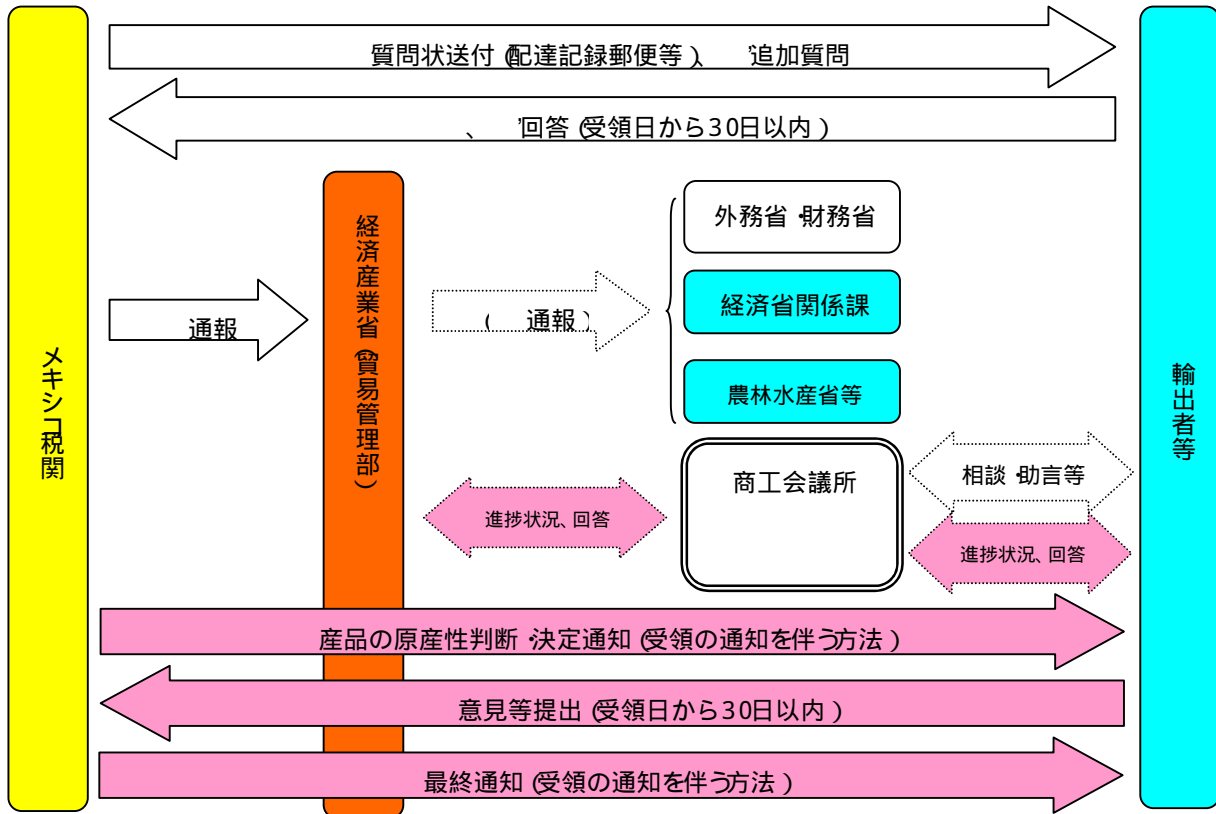 質問状送付(配達記録郵便等)、 ’追加質問
、 ’回答(受領日から30日以内)
メキシコ税関
通報
経済産業省(貿易管理部)
( 通報)
外務省・財務省
経済省関係課
農林水産省等
商工会議所
輸出者等
相談・助言等
進捗状況、回答
進捗状況、回答
産品の原産性判断・決定通知(受領の通知を伴う方法)
意見等提出(受領日から30日以内)
最終通知(受領の通知を伴う方法)